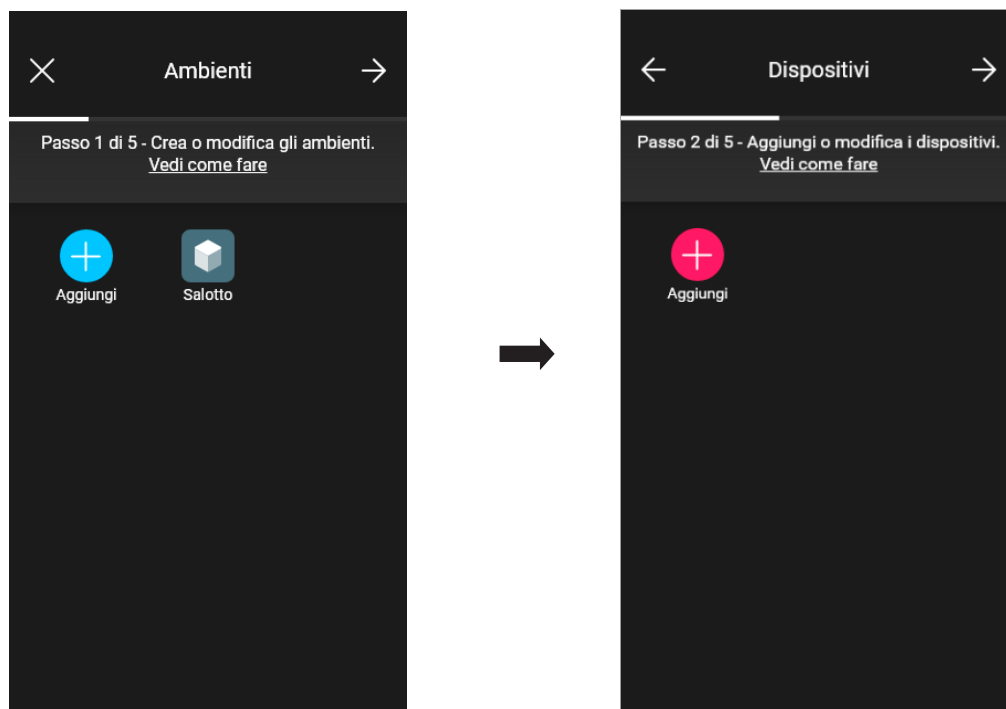 Ambienti
Passo 1 di 5 - Crea o modifica gli ambienti.
Vedi come fare
Aggiungi
Salotto
Dispositivi
Passo 2 di 5 - Aggiungi o modifica i dispositivi.
Vedi come fare
Aggiungi